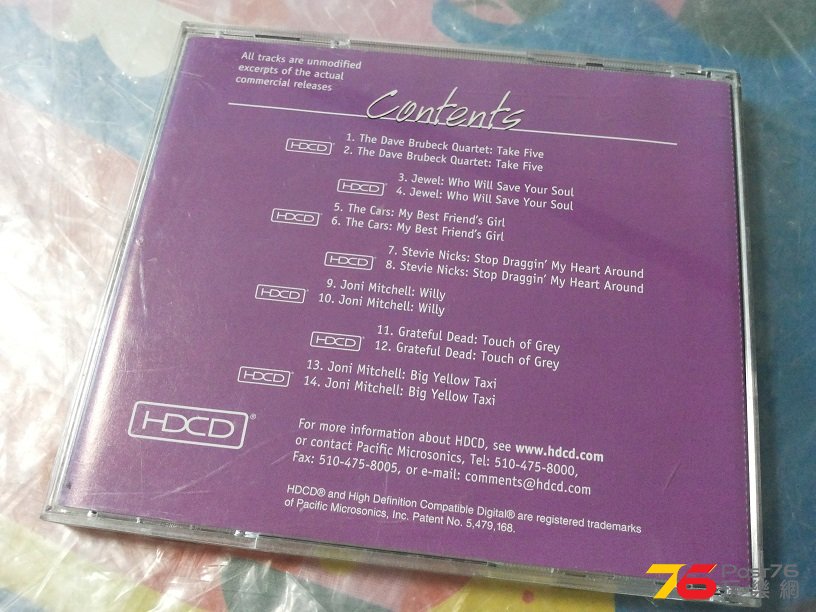 All tracks are unmodified
excerpts of the actual
commercial releases
Contents
1. The Dave Brubeck Quartet: Take Five
HDCD
2. The Dave Brubeck Quartet: Take Five
3. Jewel: Who Will Save Your Soul
HDCD
4. Jewel: Who Will Save Your Soul
5. The Cars: My Best Friend's Girl
HDCD
6. The Cars: My Best Friend's Girl
7. Stevie Nicks: Stop Draggin' My Heart Around
HDCD
8. Stevie Nicks: Stop Draggin' My Heart Around
9. Joni Mitchell: Willy
HDCD
10. Joni Mitchell: Willy
11. Grateful Dead: Touch of Grey
HDCD
12. Grateful Dead: Touch of Grey
13. Joni Mitchell: Big Yellow Taxi
HDCD
14. Joni Mitchell: Big Yellow Taxi
HDCD®
For more information about HDCD, see www.hdcd.com
or contact Pacific Microsonics, Tel: 510-475-8000,
Fax: 510-475-8005, or e-mail: comments@hdcd.com
HDCD® and High Definition Compatible Digital® are registered trademarks
of Pacific Microsonics, Inc. Patent No. 5,479,168.
76 Post76
網